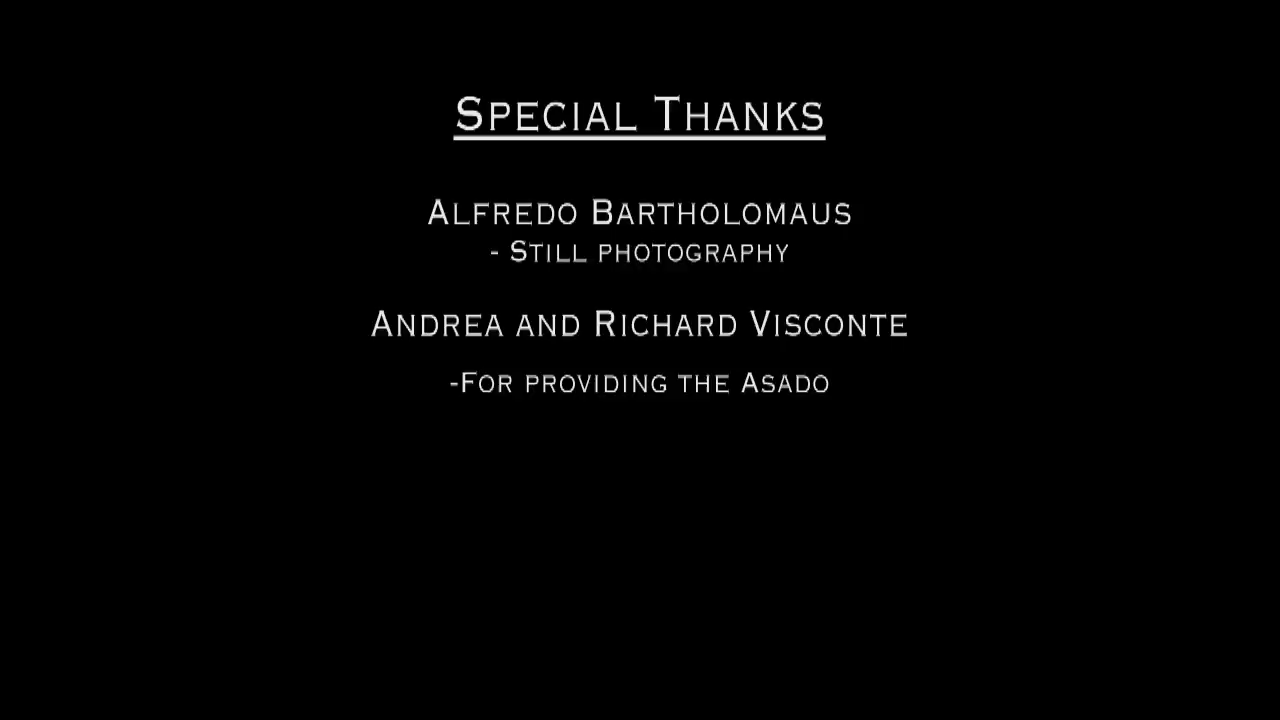 Special Thanks
Alfredo Bartholomaus
- Still photography
Andrea and Richard Visconte
-For providing the Asado